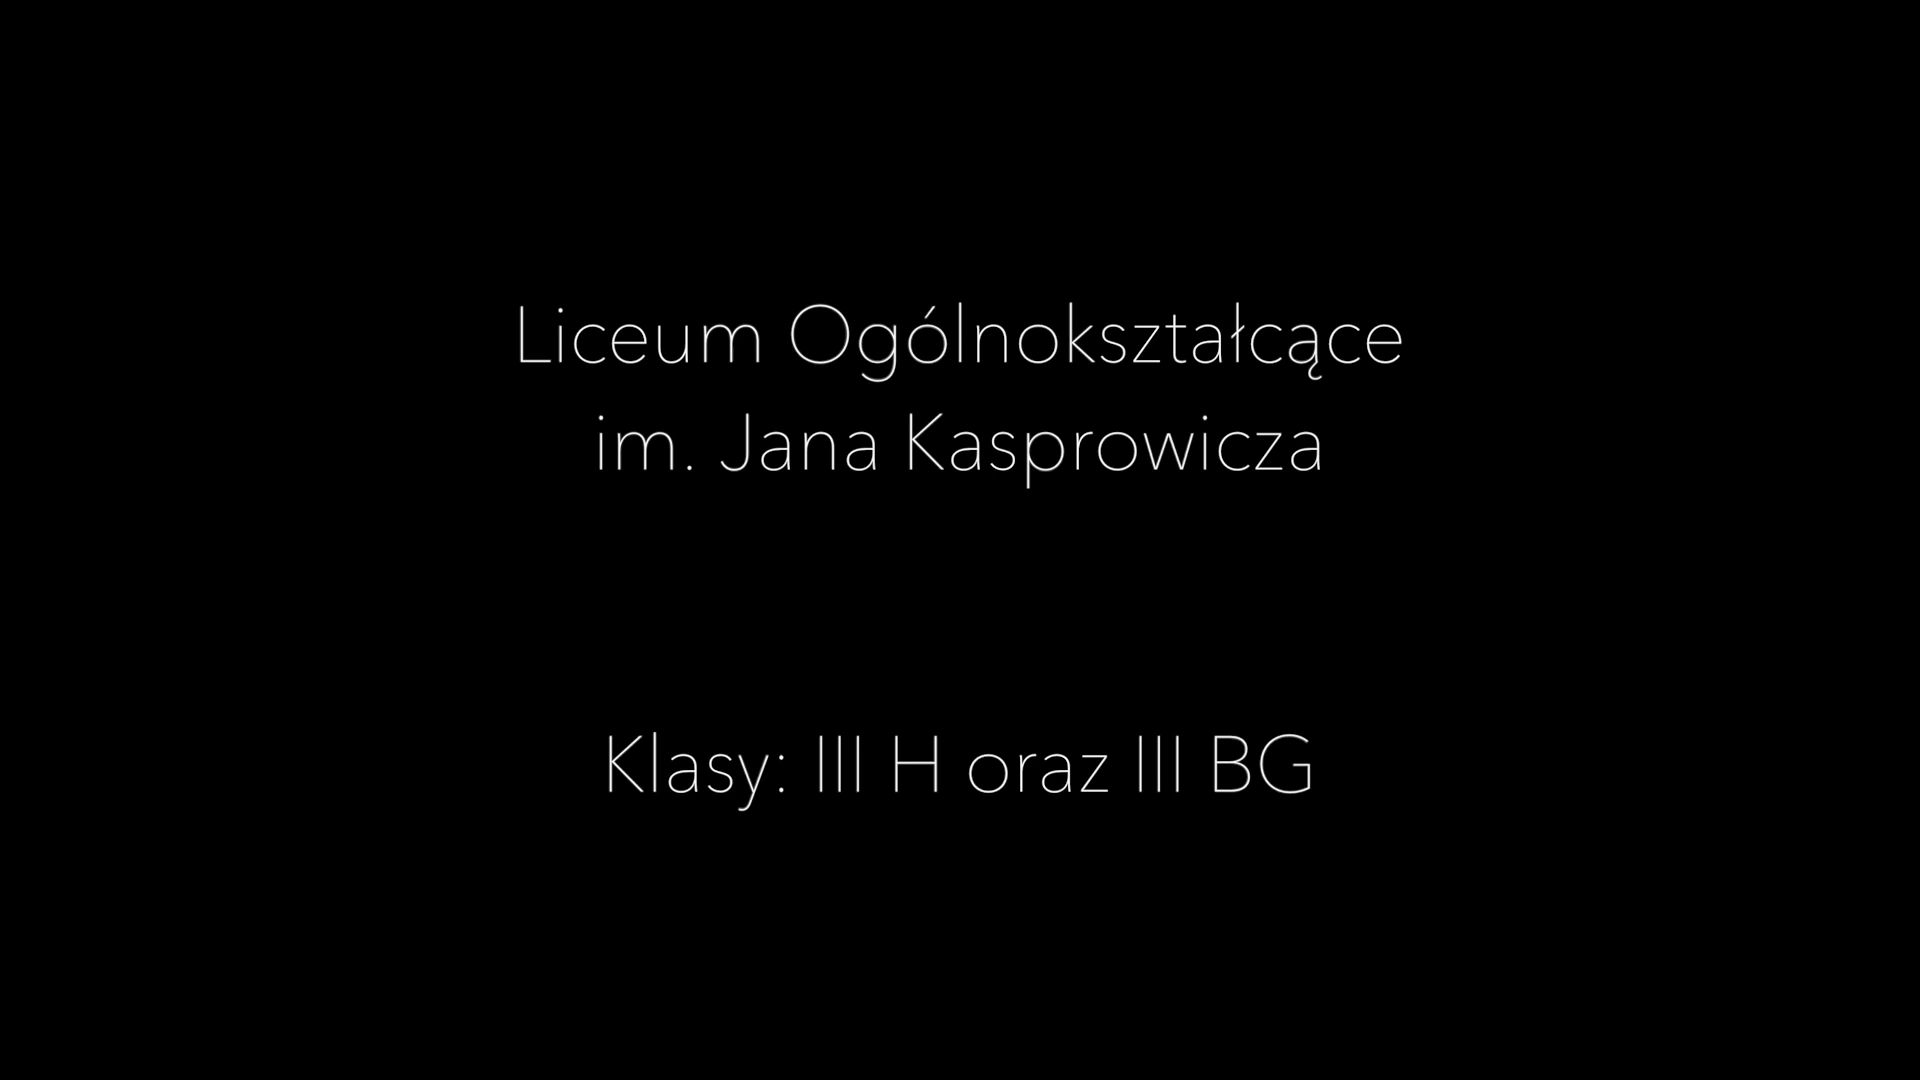 Liceum Ogólnokształcące
im. Jana Kasprowicza
Klasy: III H oraz III BG